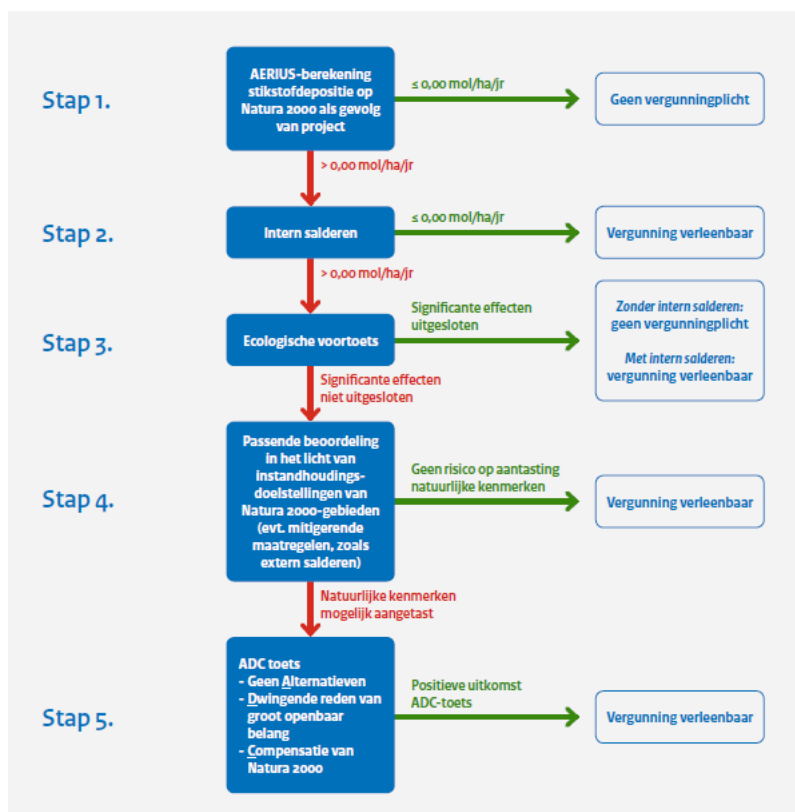 Stap 1.
AERIUS-berekening
stikstofdepositie op
Natura 2000 als gevolg
van project
≤ 0,00 mol/ha/jr
Geen vergunningplicht
> 0,00 mol/ha/jr
Stap 2.
Intern salderen
≤ 0,00 mol/ha/jr
Vergunning verleenbaar
> 0,00 mol/ha/jr
Stap 3.
Ecologische voortoets
Significante effecten
uitgesloten
Zonder intern salderen:
geen vergunningplicht
Met intern salderen:
vergunning verleenbaar
Significante effecten
niet uitgesloten
Stap 4.
Passende beoordeling
in het licht van
instandhoudings-
doelstellingen van
Natura 2000-gebieden
(evt. mitigerende
maatregelen, zoals
extern salderen)
Geen risico op aantasting
natuurlijke kenmerken
Vergunning verleenbaar
Natuurlijke kenmerken
mogelijk aangetast
Stap 5.
ADC toets
- Geen Alternatieven
- Dwingende reden van
groot openbaar
belang
- Compensatie van
Natura 2000
Positieve uitkomst
ADC-toets
Vergunning verleenbaar